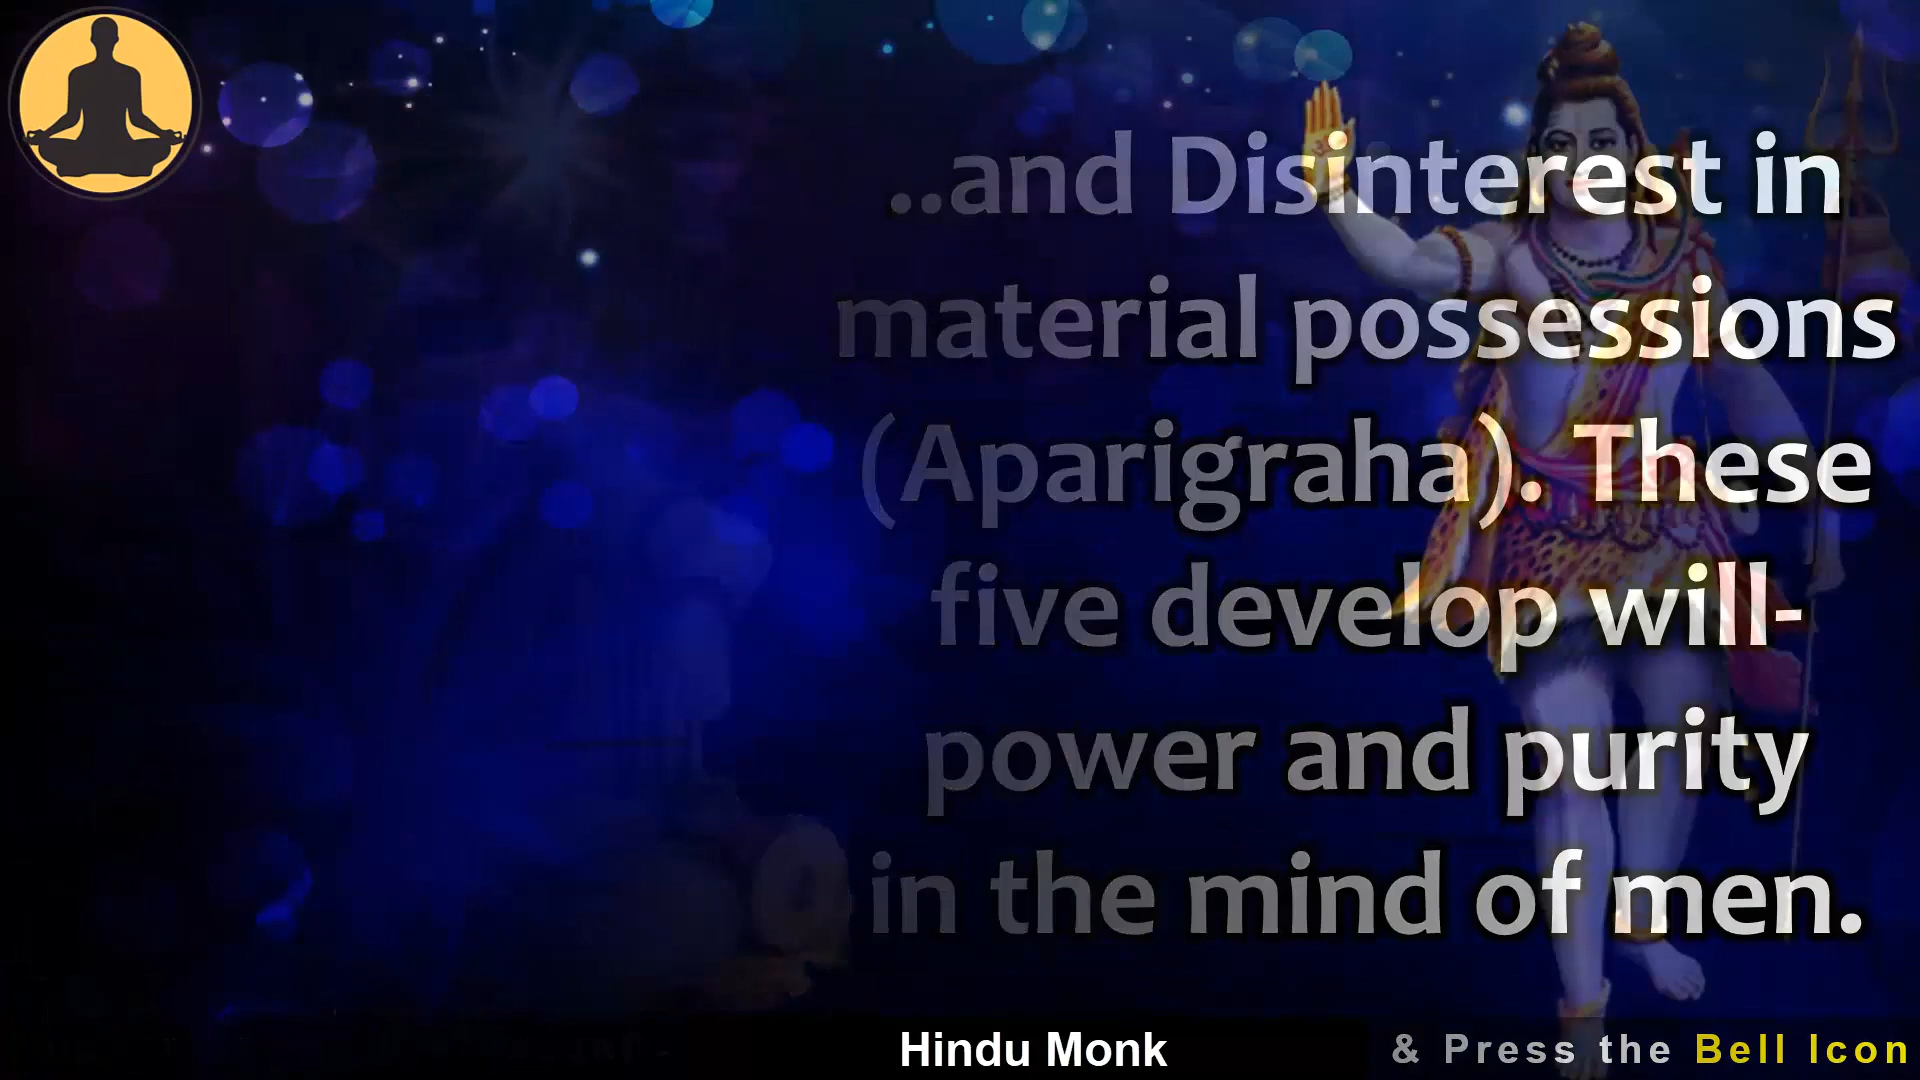 ..and Disinterest in
material possessions
(Aparigraha). These
five develop will-
power and purity
in the mind of men.
Hindu Monk
& Press the Bell Icon